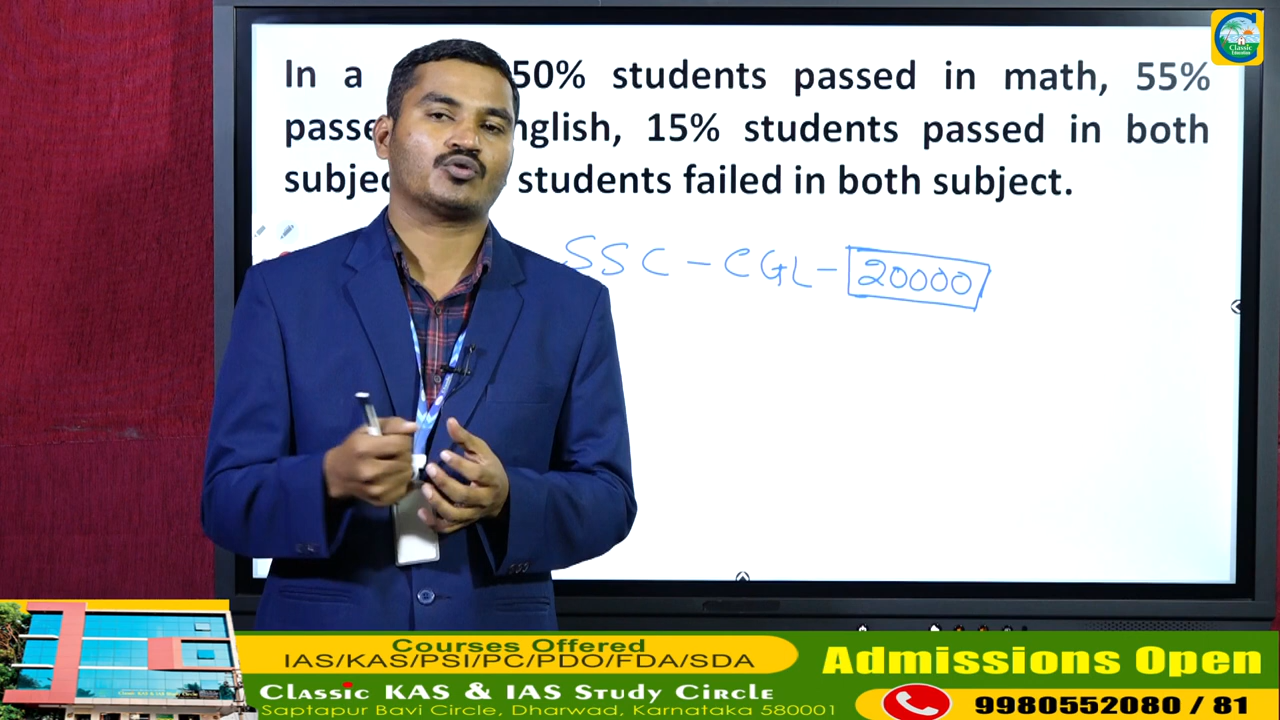 In a 50% students passed in math, 55%
passe nglish, 15% students passed in both
subjec students failed in both subject.
SSC - CGL - 20000
Classic
Education
Courses Offered
IAS/KAS/PSI/PC/PDO/FDA/SDA
Classic KAS & IAS Study Circle
Saptapur Bavi Circle, Dharwad, Karnataka 580001
Admissions Open
9980552080 / 81